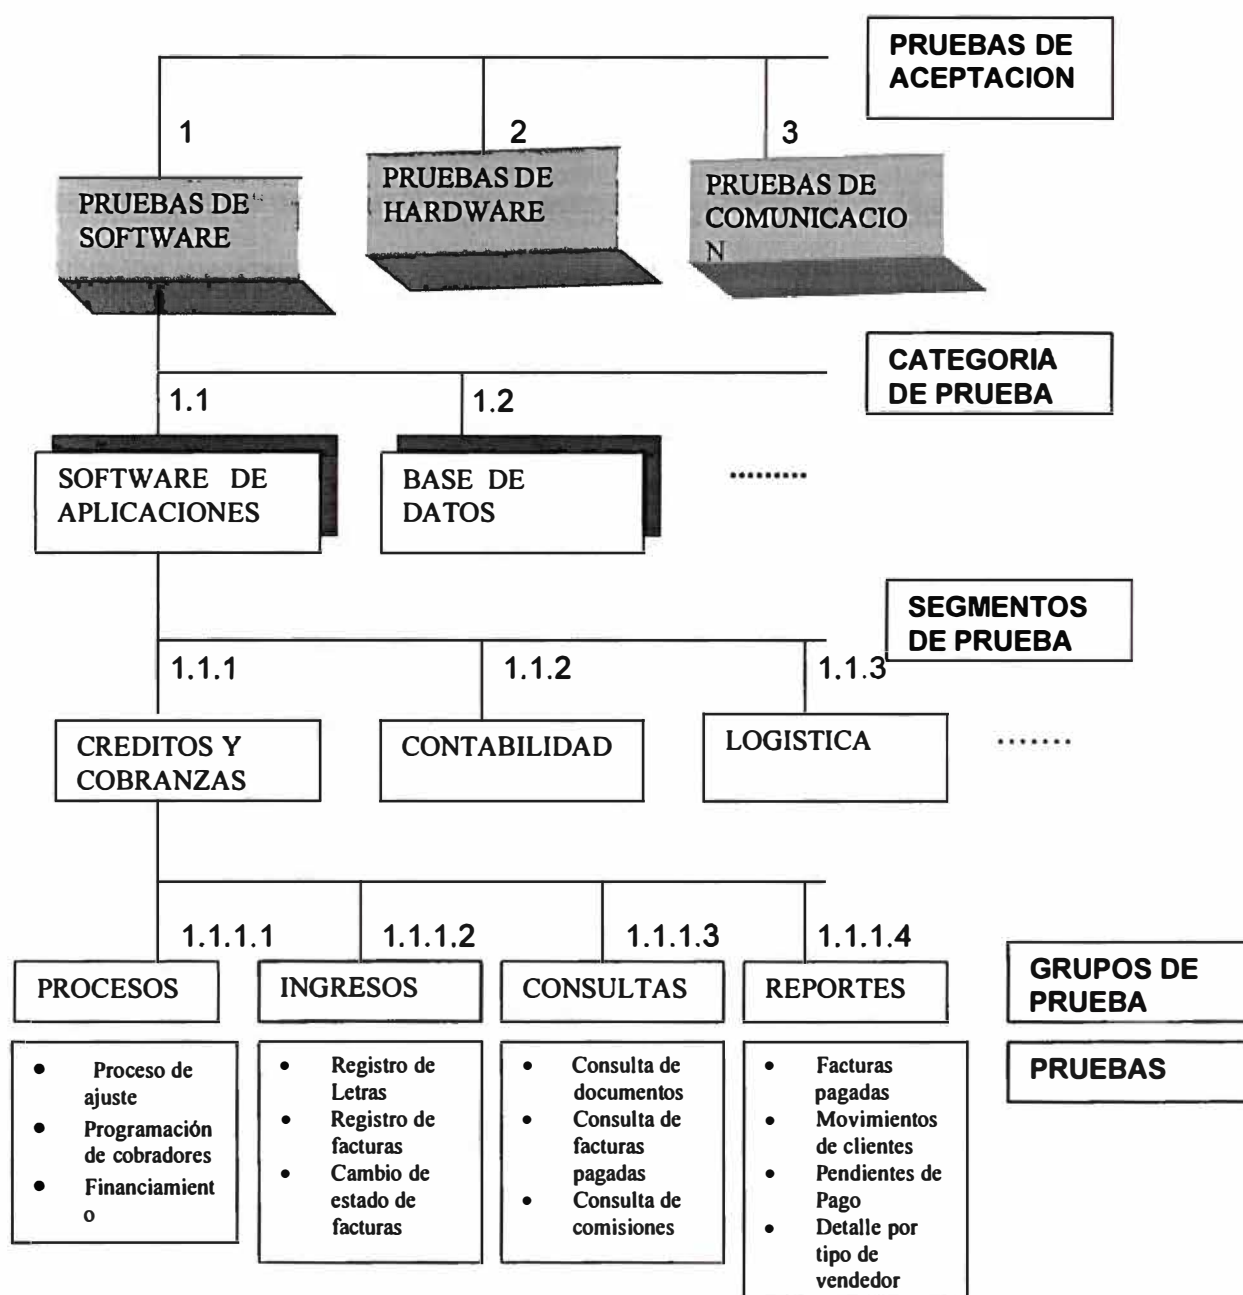 PRUEBAS DE
ACEPTACION
1
2
3
PRUEBAS DE
SOFTWARE
PRUEBAS DE
HARDWARE
PRUEBAS DE
COMUNICACIO
N
CATEGORIA
DE PRUEBA
1.1
1.2
SOFTWARE DE
APLICACIONES
BASE DE
DATOS
.........
SEGMENTOS
DE PRUEBA
1.1.1
1.1.2
1.1.3
CREDITOS Y
COBRANZAS
CONTABILIDAD
LOGISTICA
.......
1.1.1.1
1.1.1.2
1.1.1.3
1.1.1.4
PROCESOS
INGRESOS
CONSULTAS
REPORTES
GRUPOS DE
PRUEBA
• Proceso de
ajuste
• Programación
de cobradores
• Financiamient
o
• Registro de
Letras
• Registro de
facturas
• Cambio de
estado de
facturas
• Consulta de
documentos
• Consulta de
facturas
pagadas
• Consulta de
comisiones
• Facturas
pagadas
• Movimientos
de clientes
• Pendientes de
Pago
• Detalle por
tipo de
vendedor
PRUEBAS